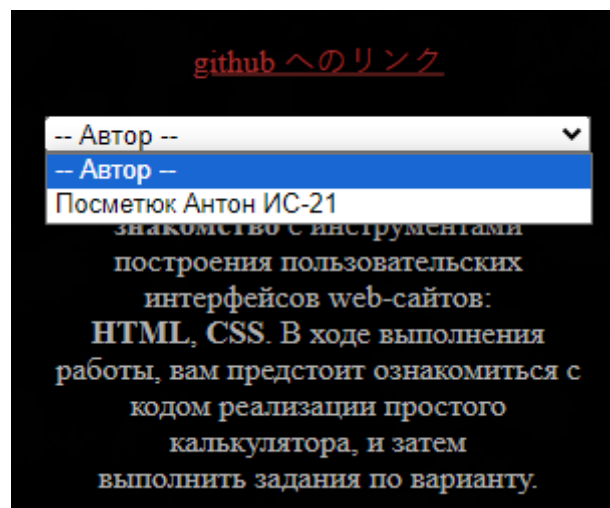 github へのリンク
-- Автор --
-- Автор --
Посметюк Антон ИС-21
знакомство с инструментами
построения пользовательских
интерфейсов web-сайтов:
HTML, CSS. В ходе выполнения
работы, вам предстоит ознакомиться с
кодом реализации простого
калькулятора, и затем
выполнить задания по варианту.